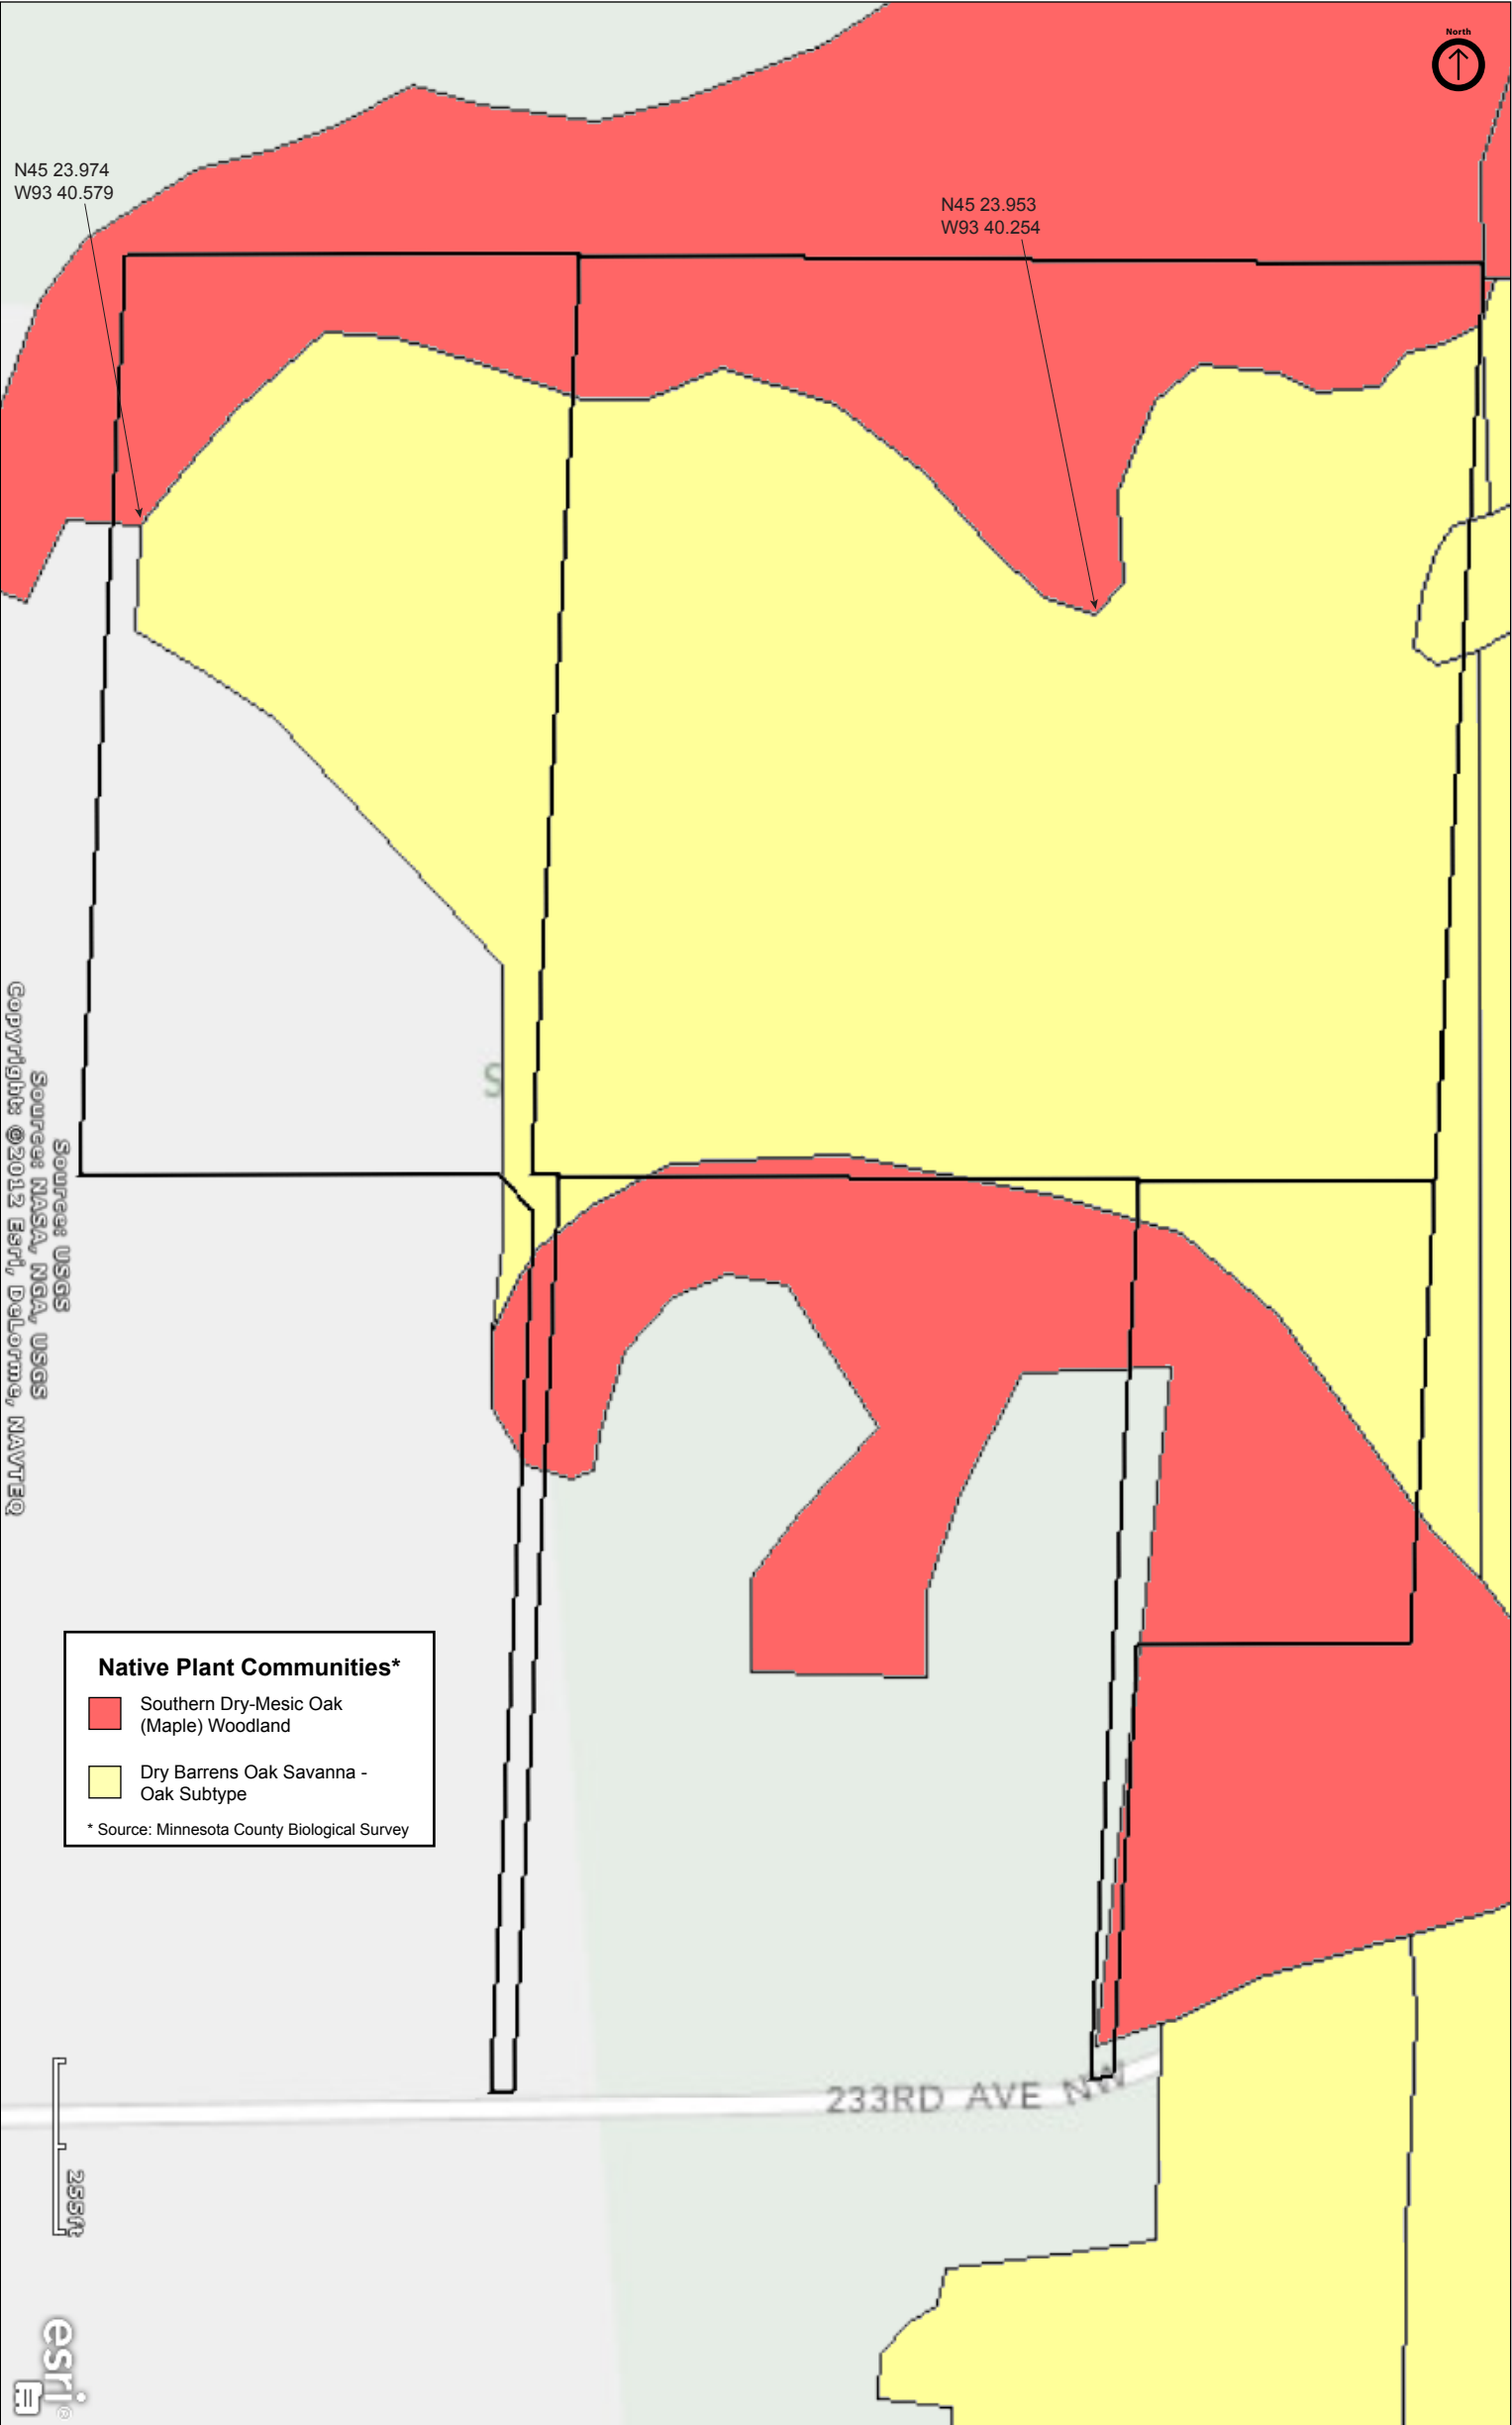 North
N45 23.974
W93 40.579
N45 23.953
W93 40.254
S
Sources: USGS
Source: NASA, NGA, USGS
Copyright: ©2012 Esri, DeLorme, NAVTEQ
Native Plant Communities*
Southern Dry-Mesic Oak
(Maple) Woodland
Dry Barrens Oak Savanna -
Oak Subtype
* Source: Minnesota County Biological Survey
233RD AVE NW
255ft
esri